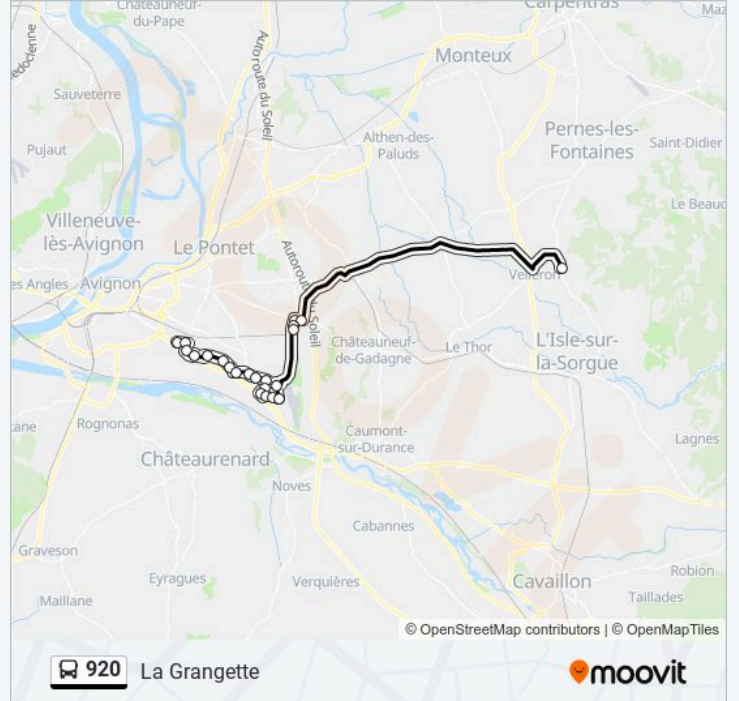 Châteauneuf-
du-Pape
Carpentras
Monteux
Autoroute du Soleil
Sauveterre
Althen-des-
Paluds
Pernes-les-
Fontaines
Saint-Didier
Pujaut
Le Beauc
Villeneuve-
lès-Avignon
Le Pontet
es Angles
Avignon
Autoroute du Soleil
Velleron
Châteauneuf-
de-Gadagne
Le Thor
L'Isle-sur-
la-Sorgue
Rognonas
Caumont-
sur-Durance
Lagnes
Châteaurenard
Noves
Cabannes
Graveson
Eyragues
Verquières
Cavaillon
Robion
Maillane
Taillades
© OpenStreetMap contributors | © OpenMapTiles
920 La Grangette
moovit